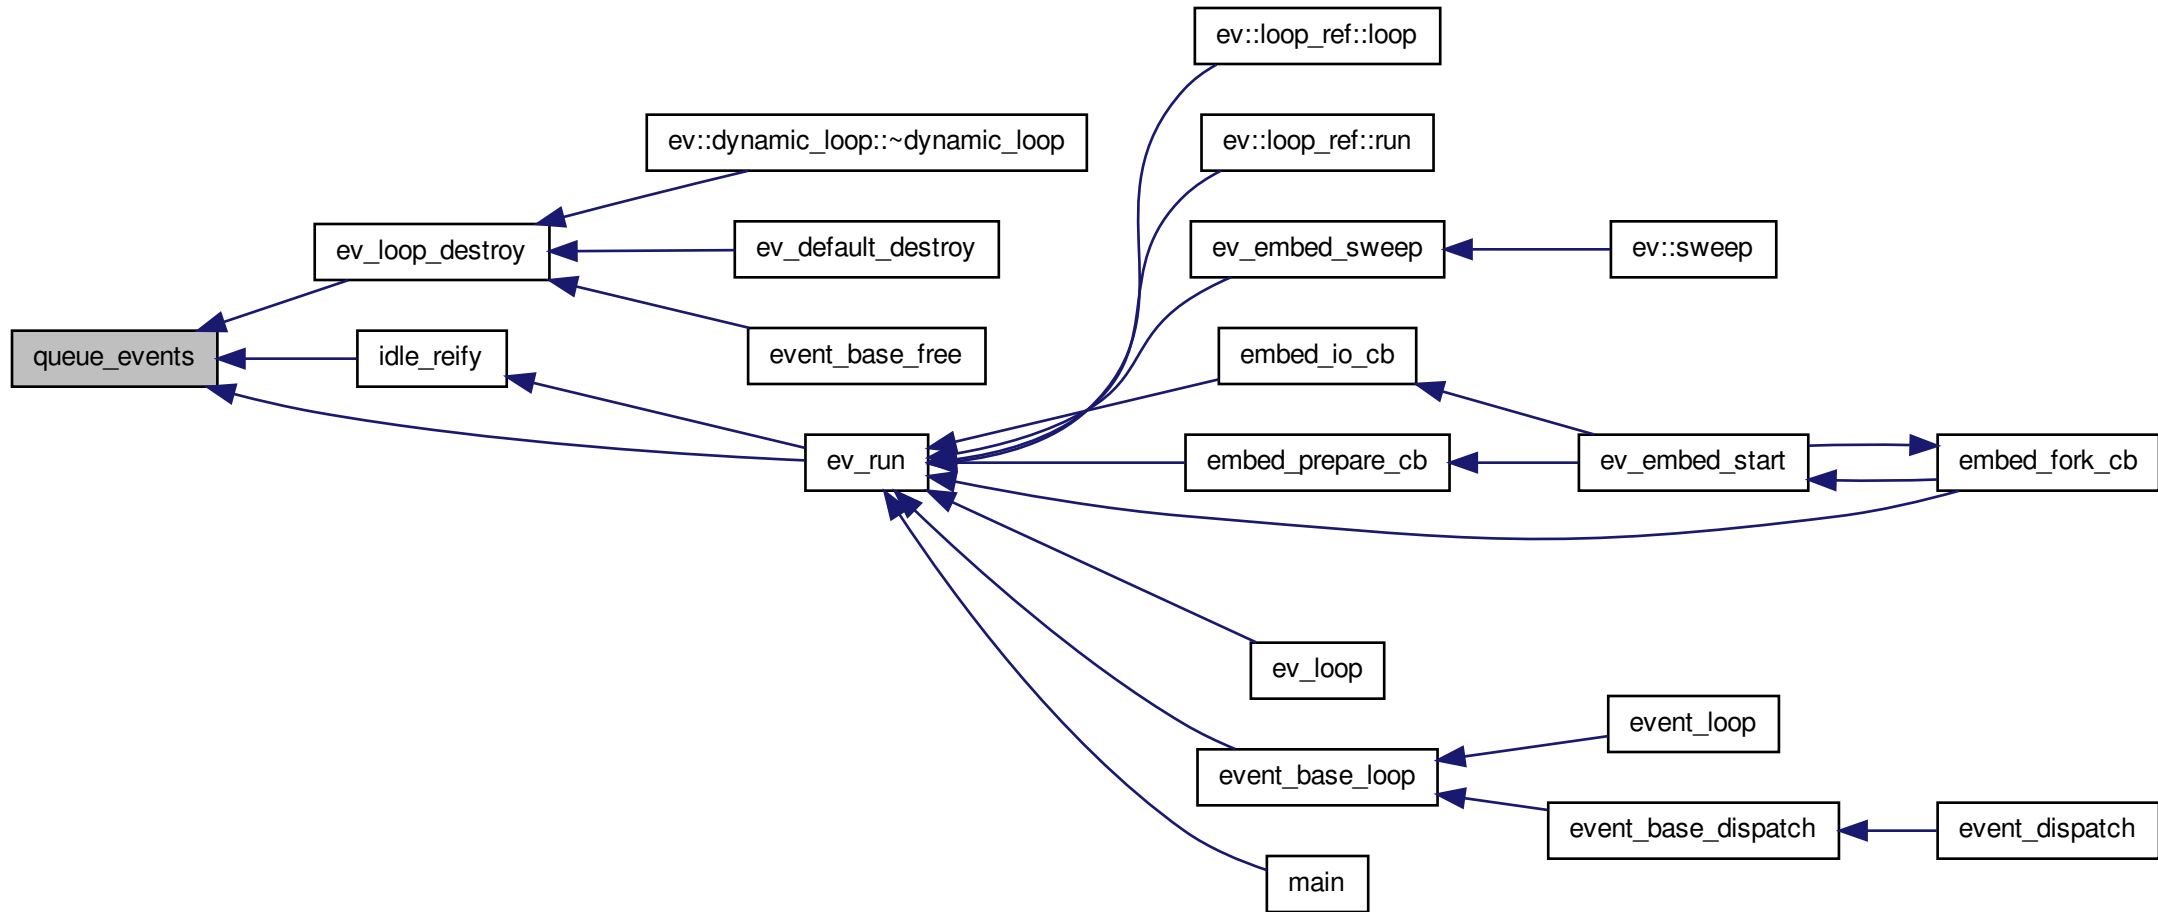 ev::loop_ref::loop
ev::dynamic_loop::~dynamic_loop
ev::loop_ref::run
ev_loop_destroy
ev_default_destroy
ev_embed_sweep
ev::sweep
queue_events
idle_reify
event_base_free
embed_io_cb
ev_run
embed_prepare_cb
ev_embed_start
embed_fork_cb
ev_loop
event_loop
event_base_loop
event_base_dispatch
event_dispatch
main